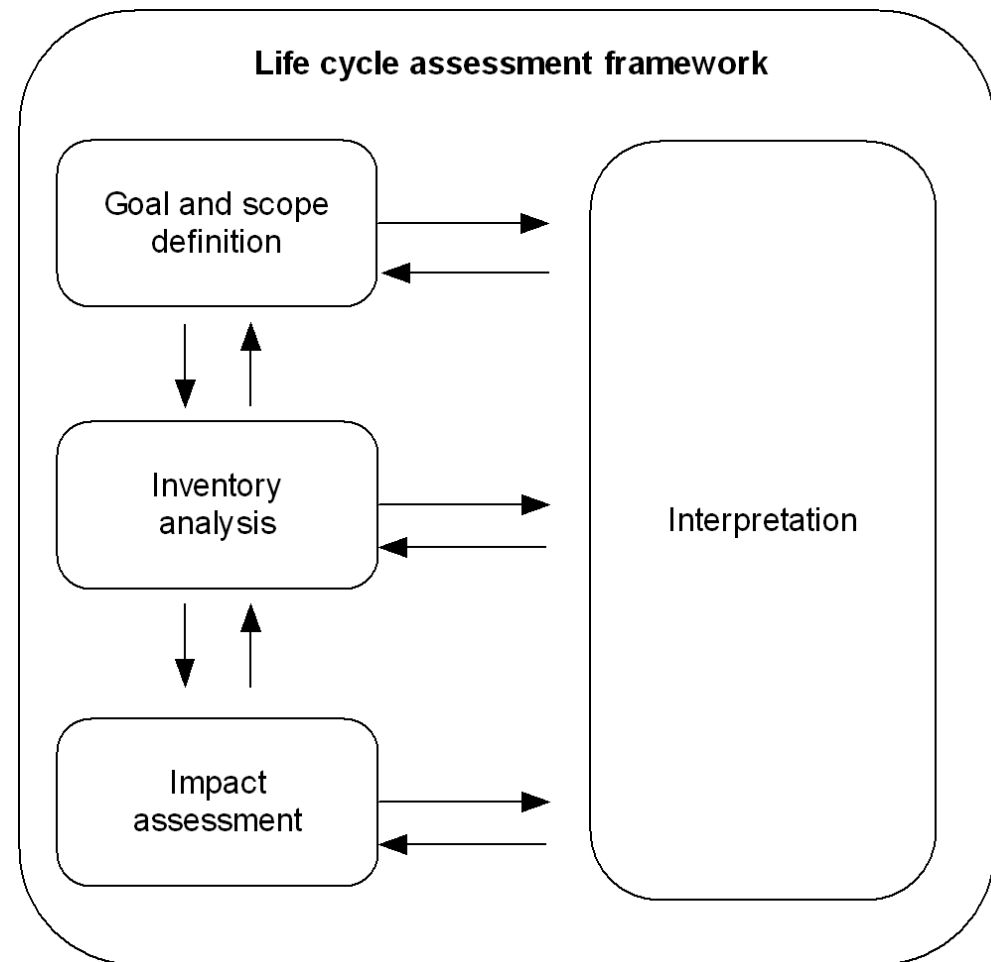 Life cycle assessment framework
Goal and scope
definition
Inventory
analysis
Interpretation
Impact
assessment